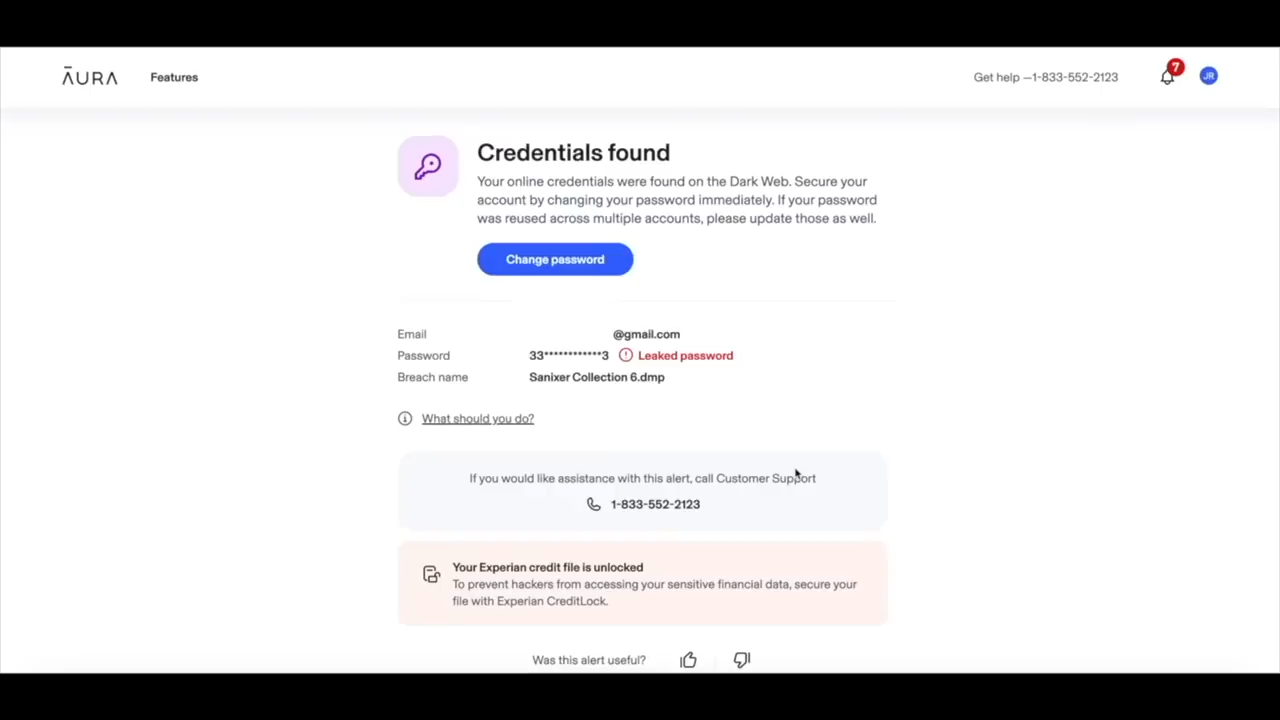 ĀURA Features Get help —1-833-552-2123 7 JR
Credentials found
Your online credentials were found on the Dark Web. Secure your
account by changing your password immediately. If your password
was reused across multiple accounts, please update those as well.
Change password
Email @gmail.com
Password 33************3 Leaked password
Breach name Sanixer Collection 6.dmp
What should you do?
If you would like assistance with this alert, call Customer Support
1-833-552-2123
Your Experian credit file is unlocked
To prevent hackers from accessing your sensitive financial data, secure your
file with Experian CreditLock.
Was this alert useful?